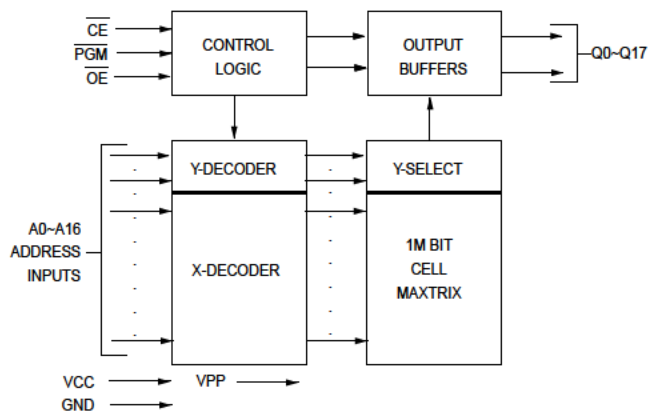 CE
PGM
OE
CONTROL
LOGIC
OUTPUT
BUFFERS
Q0~Q17
A0~A16
ADDRESS
INPUTS
Y-DECODER
X-DECODER
Y-SELECT
1M BIT
CELL
MAXTRIX
VCC
GND
VPP